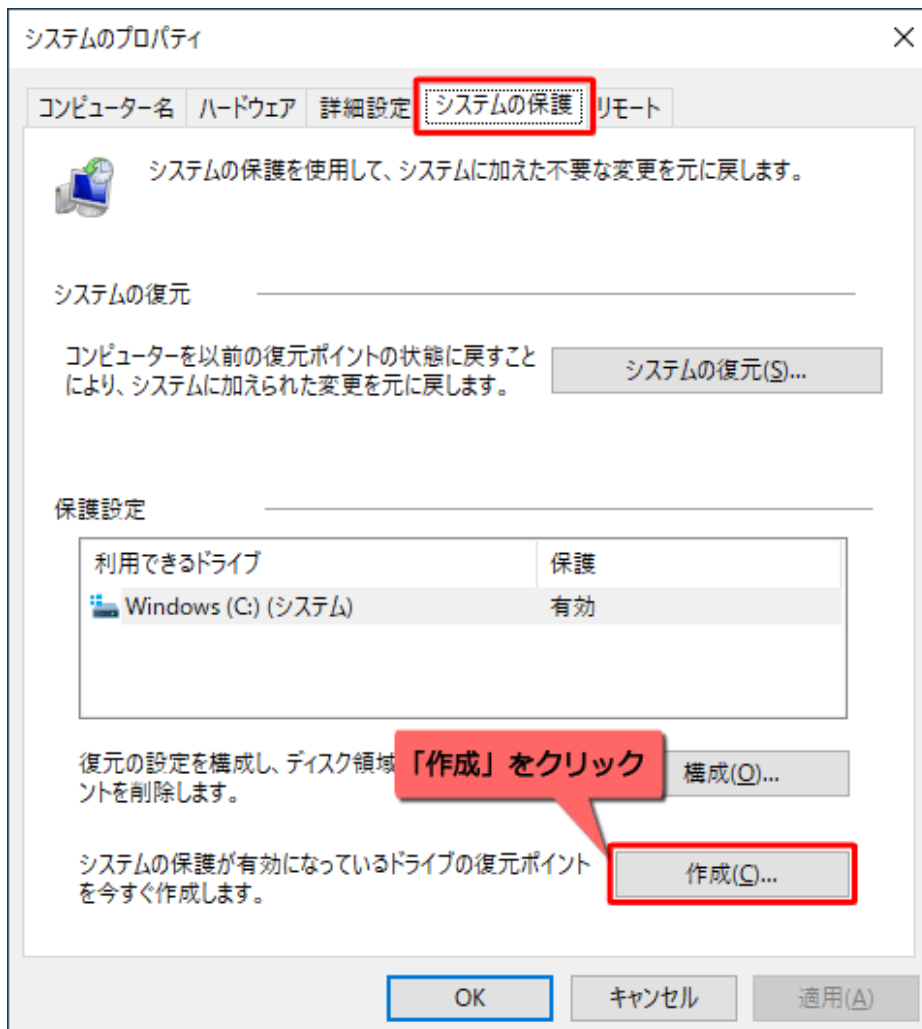 システムのプロパティ
コンピューター名 ハードウェア 詳細設定 システムの保護 リモート
システムの保護を使用して、システムに加えた不要な変更を元に戻します。
システムの復元
コンピューターを以前の復元ポイントの状態に戻すこと
により、システムに加えられた変更を元に戻します。
システムの復元(S)...
保護設定
利用できるドライブ 保護
Windows (C:) (システム) 有効
復元の設定を構成し、ディスク領域
ントを削除します。
「作成」をクリック
構成(O)...
システムの保護が有効になっているドライブの復元ポイント
を今すぐ作成します。
作成(C)...
OK キャンセル 適用(A)